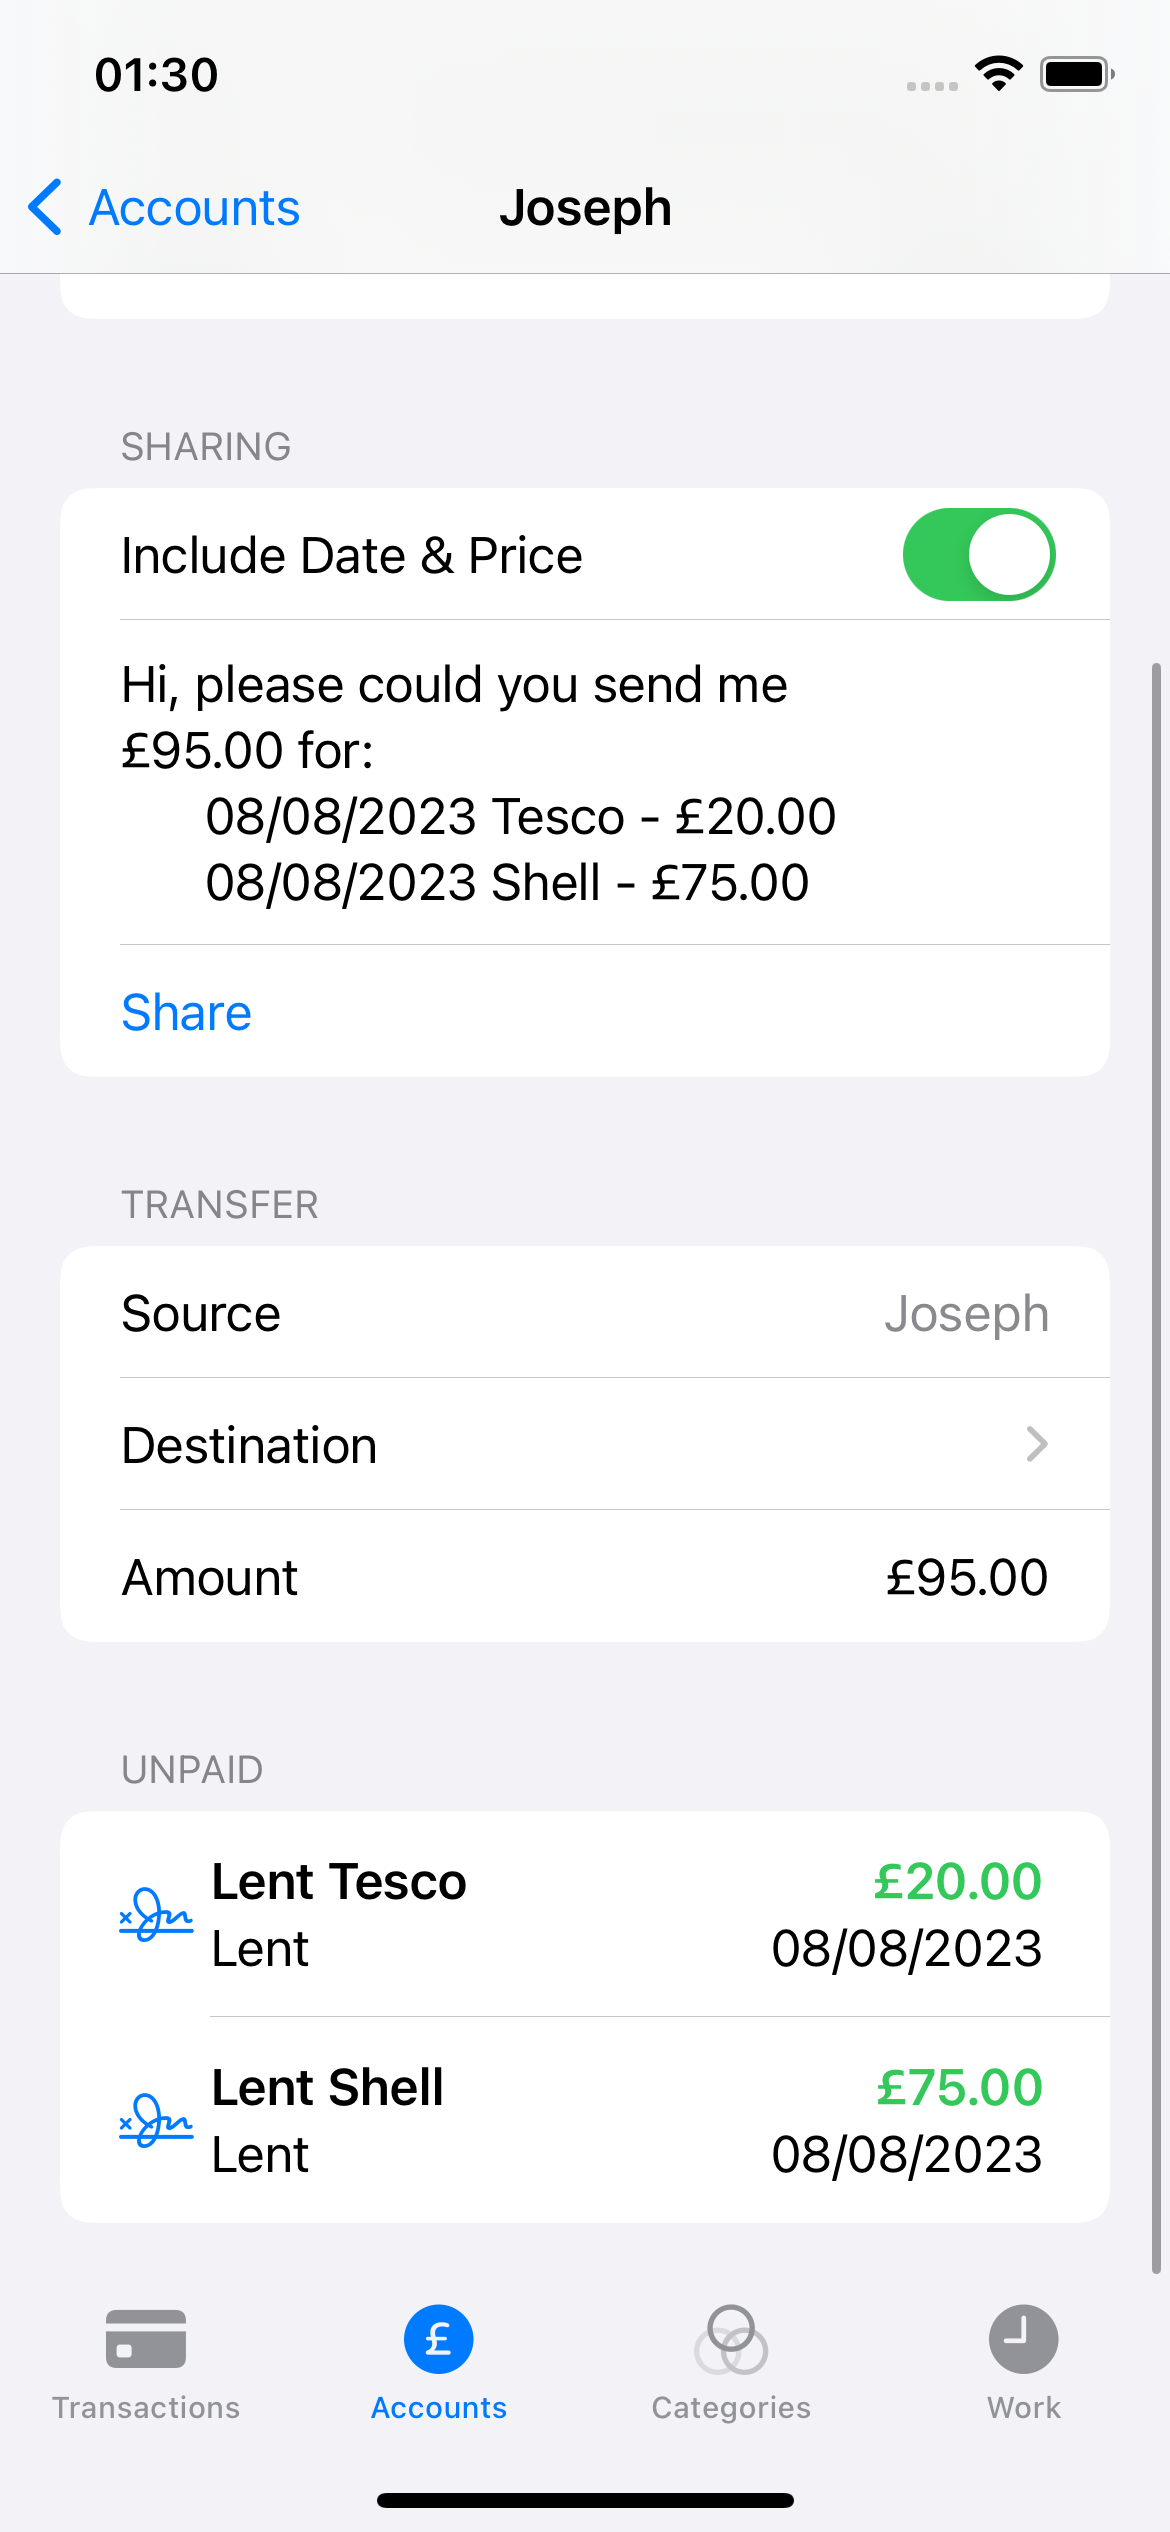 01:30
Accounts
Joseph
SHARING
Include Date & Price
Hi, please could you send me
£95.00 for:
08/08/2023 Tesco - £20.00
08/08/2023 Shell - £75.00
Share
TRANSFER
Source Joseph
Destination
Amount £95.00
UNPAID
Lent Tesco £20.00
Lent 08/08/2023
Lent Shell £75.00
Lent 08/08/2023
Transactions Accounts Categories Work